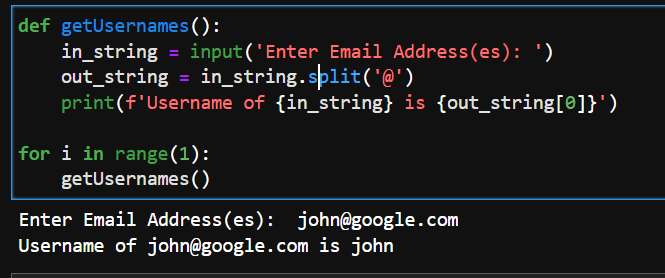 def getUsernames():
    in_string = input('Enter Email Address(es): ')
    out_string = in_string.split('@')
    print(f'Username of {in_string} is {out_string[0]}')
for i in range(1):
    getUsernames()
Enter Email Address(es):  john@google.com
Username of john@google.com is john